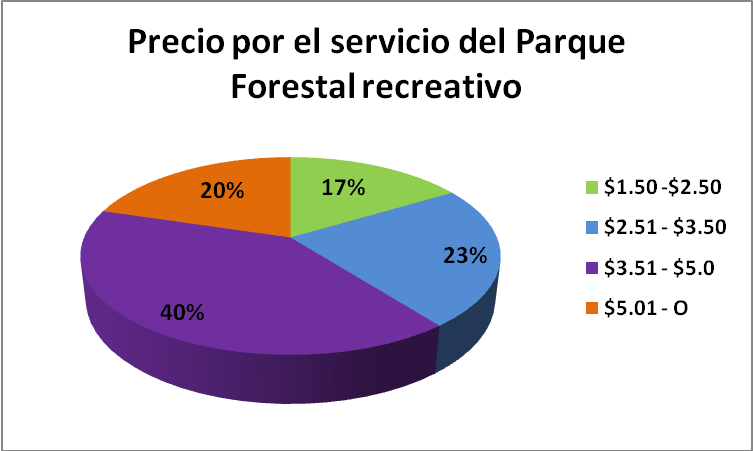 Precio por el servicio del Parque
Forestal recreativo
20%
17%
23%
40%
$1.50 -$2.50
$2.51 - $3.50
$3.51 - $5.0
$5.01 - O